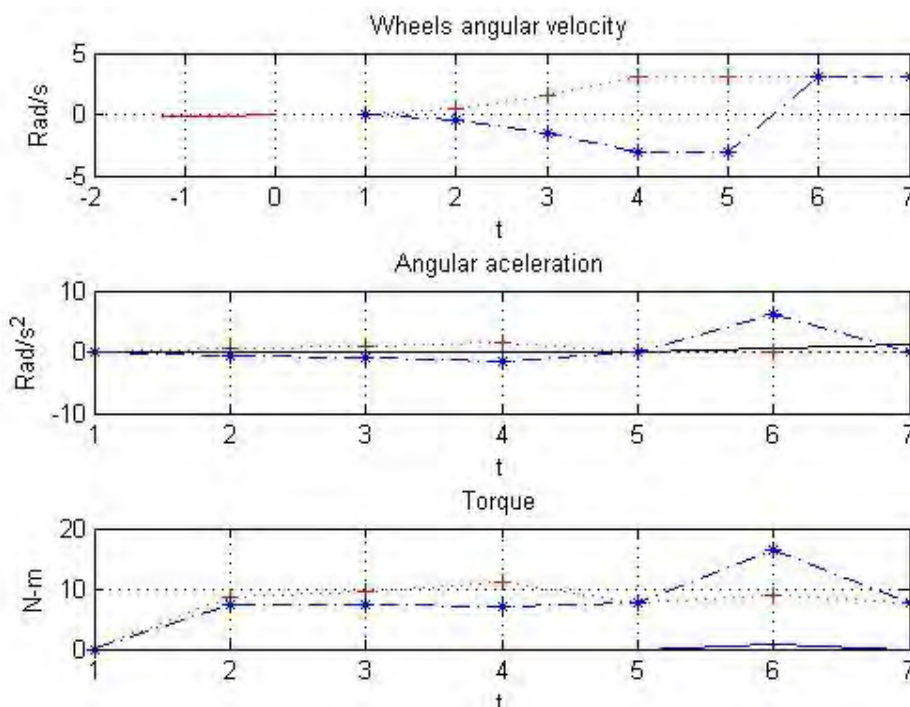 Wheels angular velocity
5
0
-5
Rad/s
-2 -1 0 1 2 3 4 5 6 7
t
Angular aceleration
10
0
-10
Rad/s²
1 2 3 4 5 6 7
t
Torque
20
10
0
N-m
1 2 3 4 5 6 7
t